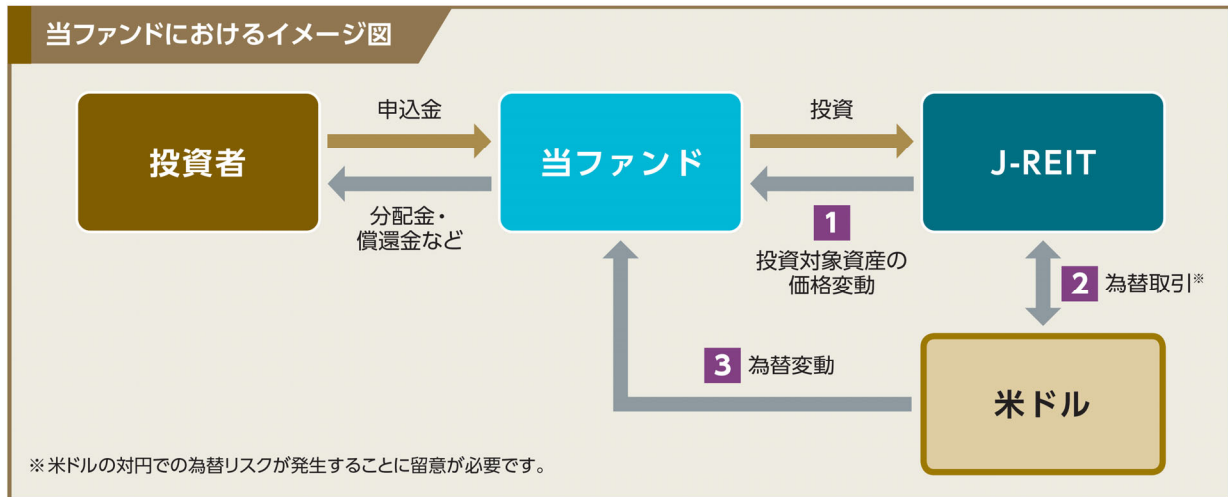 当ファンドにおけるイメージ図
投資者
申込金
分配金・
償還金など
当ファンド
投資
1
投資対象資産の
価格変動
J-REIT
2 為替取引※
3 為替変動
米ドル
※米ドルの対円での為替リスクが発生することに留意が必要です。